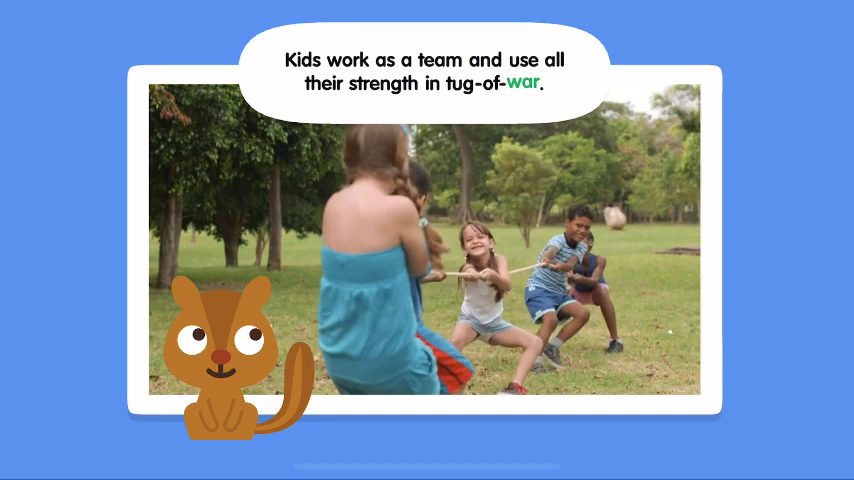 Kids work as a team and use all
their strength in tug-of-war.